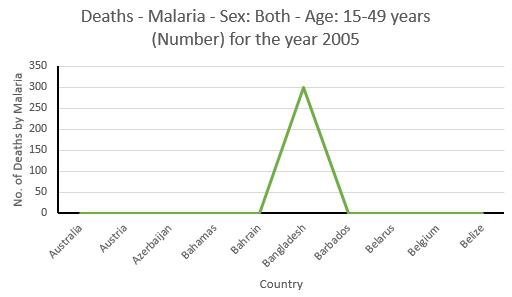 Deaths - Malaria - Sex: Both - Age: 15-49 years
(Number) for the year 2005
No. of Deaths by Malaria
350
300
250
200
150
100
50
0
Australia
Austria
Azerbaijan
Bahamas
Bahrain
Bangladesh
Barbados
Belarus
Belgium
Belize
Country